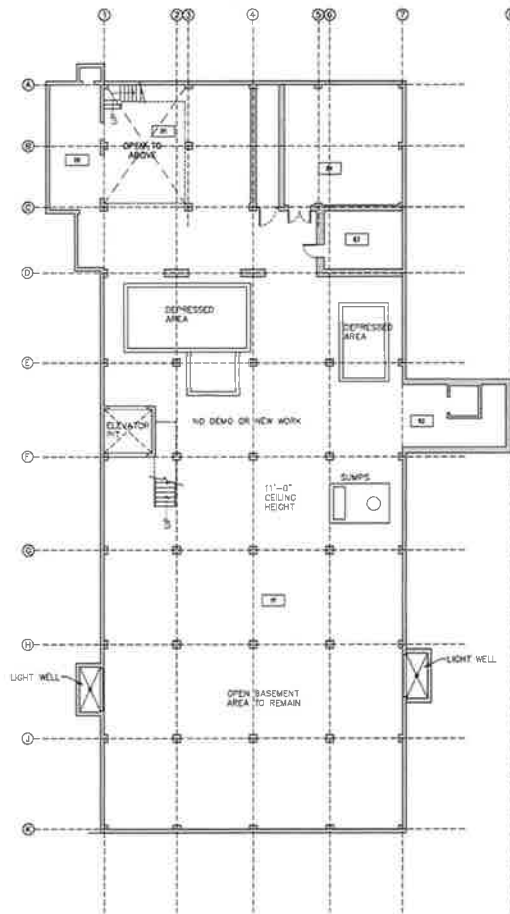 1
2
3
4
5
6
7
A
B
OPEN TO
ABOVE
C
D
DEPRESSED
AREA
DEPRESSED
AREA
E
ELEVATOR
PIT
NO DEMO OR NEW WORK
F
11'-0"
CEILING
HEIGHT
SUMPS
G
H
LIGHT WELL
LIGHT WELL
OPEN BASEMENT
AREA TO REMAIN
J
K